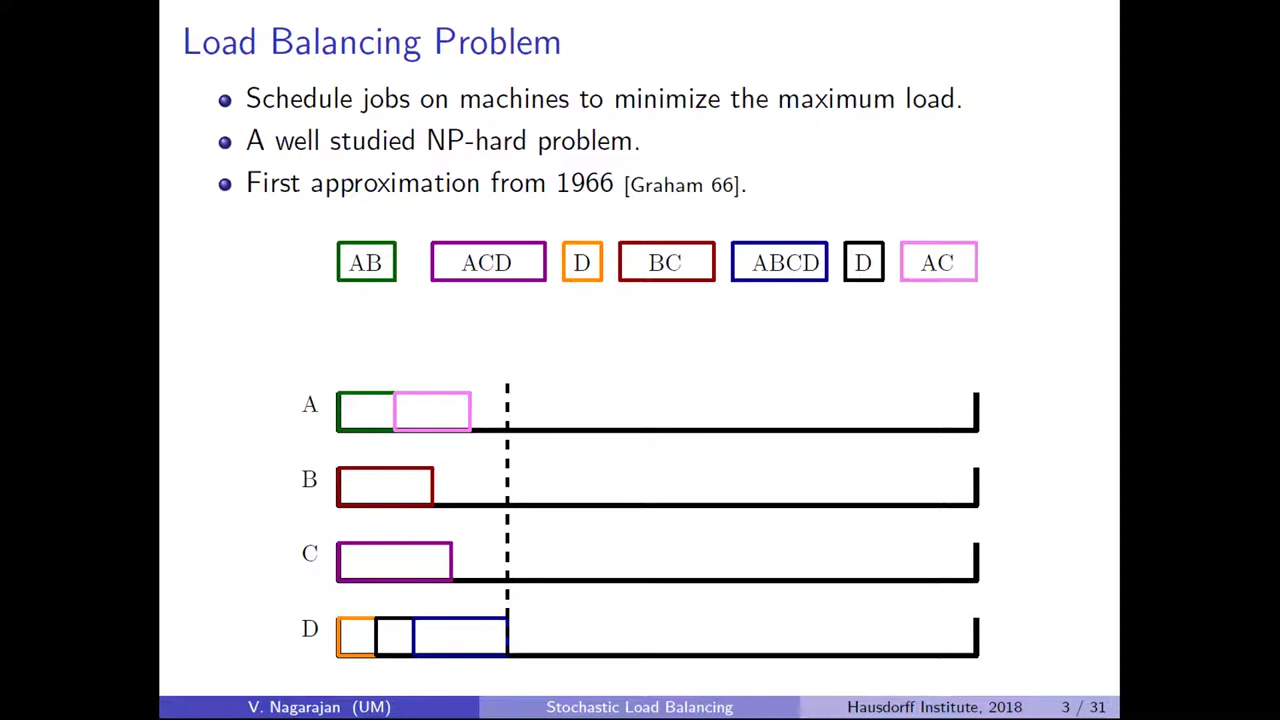 Load Balancing Problem
Schedule jobs on machines to minimize the maximum load.
A well studied NP-hard problem.
First approximation from 1966 [Graham 66].
AB ACD D BC ABCD D AC
A
B
C
D
V. Nagarajan (UM) Stochastic Load Balancing Hausdorff Institute, 2018 3 / 31